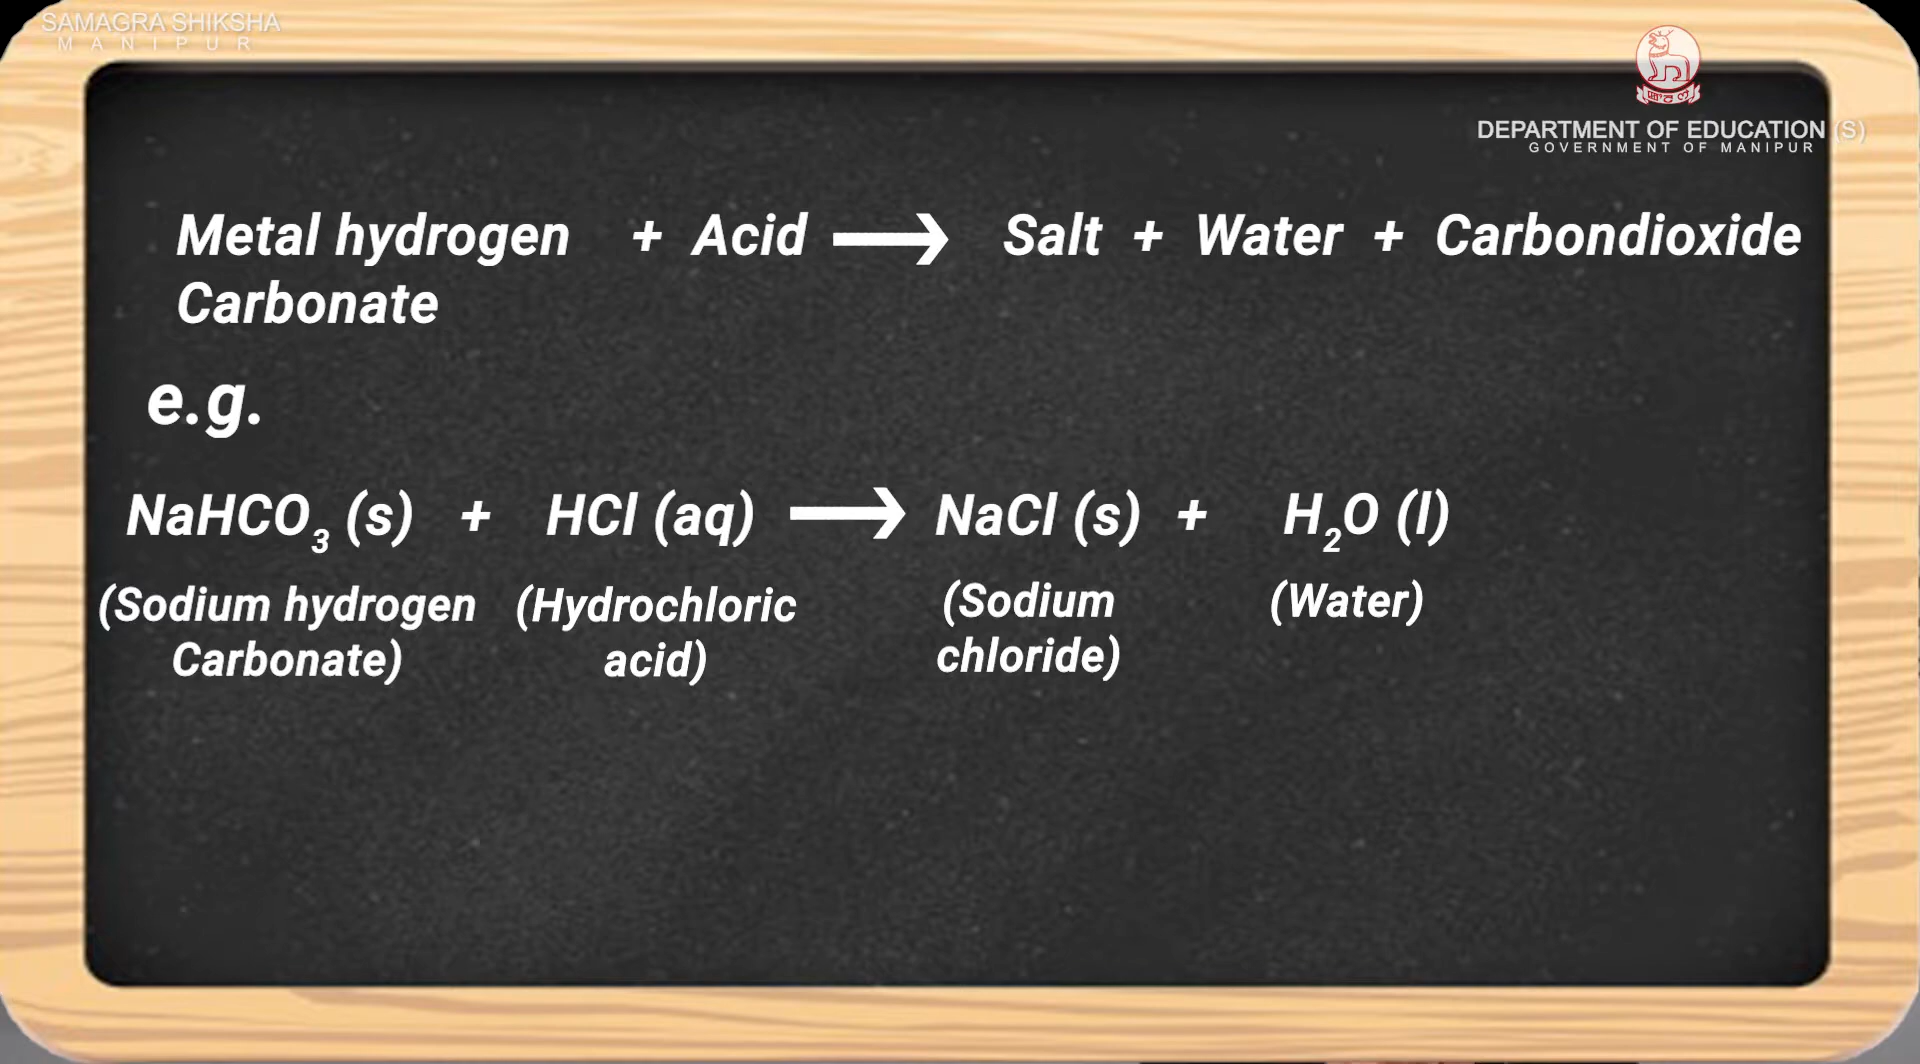 SAMAGRA SHIKSHA
MANIPUR
DEPARTMENT OF EDUCATION (S)
GOVERNMENT OF MANIPUR
Metal hydrogen + Acid → Salt + Water + Carbondioxide
Carbonate
e.g.
NaHCO₃ (s) + HCl (aq) → NaCl (s) + H₂O (l)
(Sodium hydrogen (Hydrochloric (Sodium (Water)
Carbonate) acid) chloride)